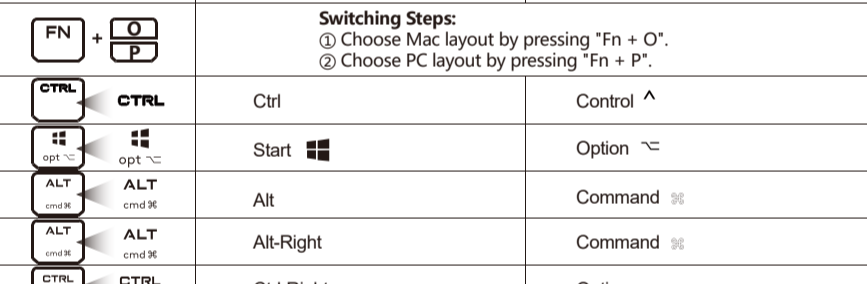 FN + O
P
Switching Steps:
① Choose Mac layout by pressing "Fn + O".
② Choose PC layout by pressing "Fn + P".
CTRL CTRL Ctrl Control ^
opt ⌥ opt ⌥ Start Option ⌥
ALT ALT
cmd ⌘ cmd ⌘ Alt Command ⌘
ALT ALT
cmd ⌘ cmd ⌘ Alt-Right Command ⌘
CTRL CTRL